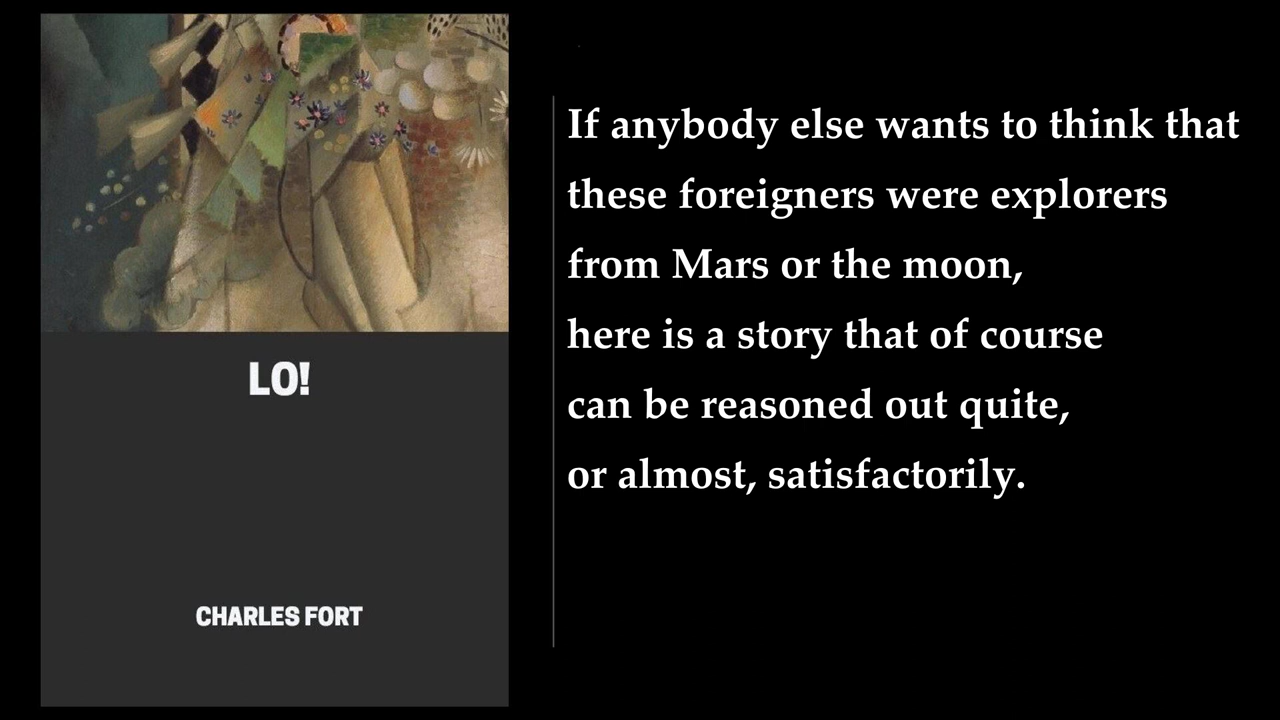 LO!
CHARLES FORT
If anybody else wants to think that
these foreigners were explorers
from Mars or the moon,
here is a story that of course
can be reasoned out quite,
or almost, satisfactorily.